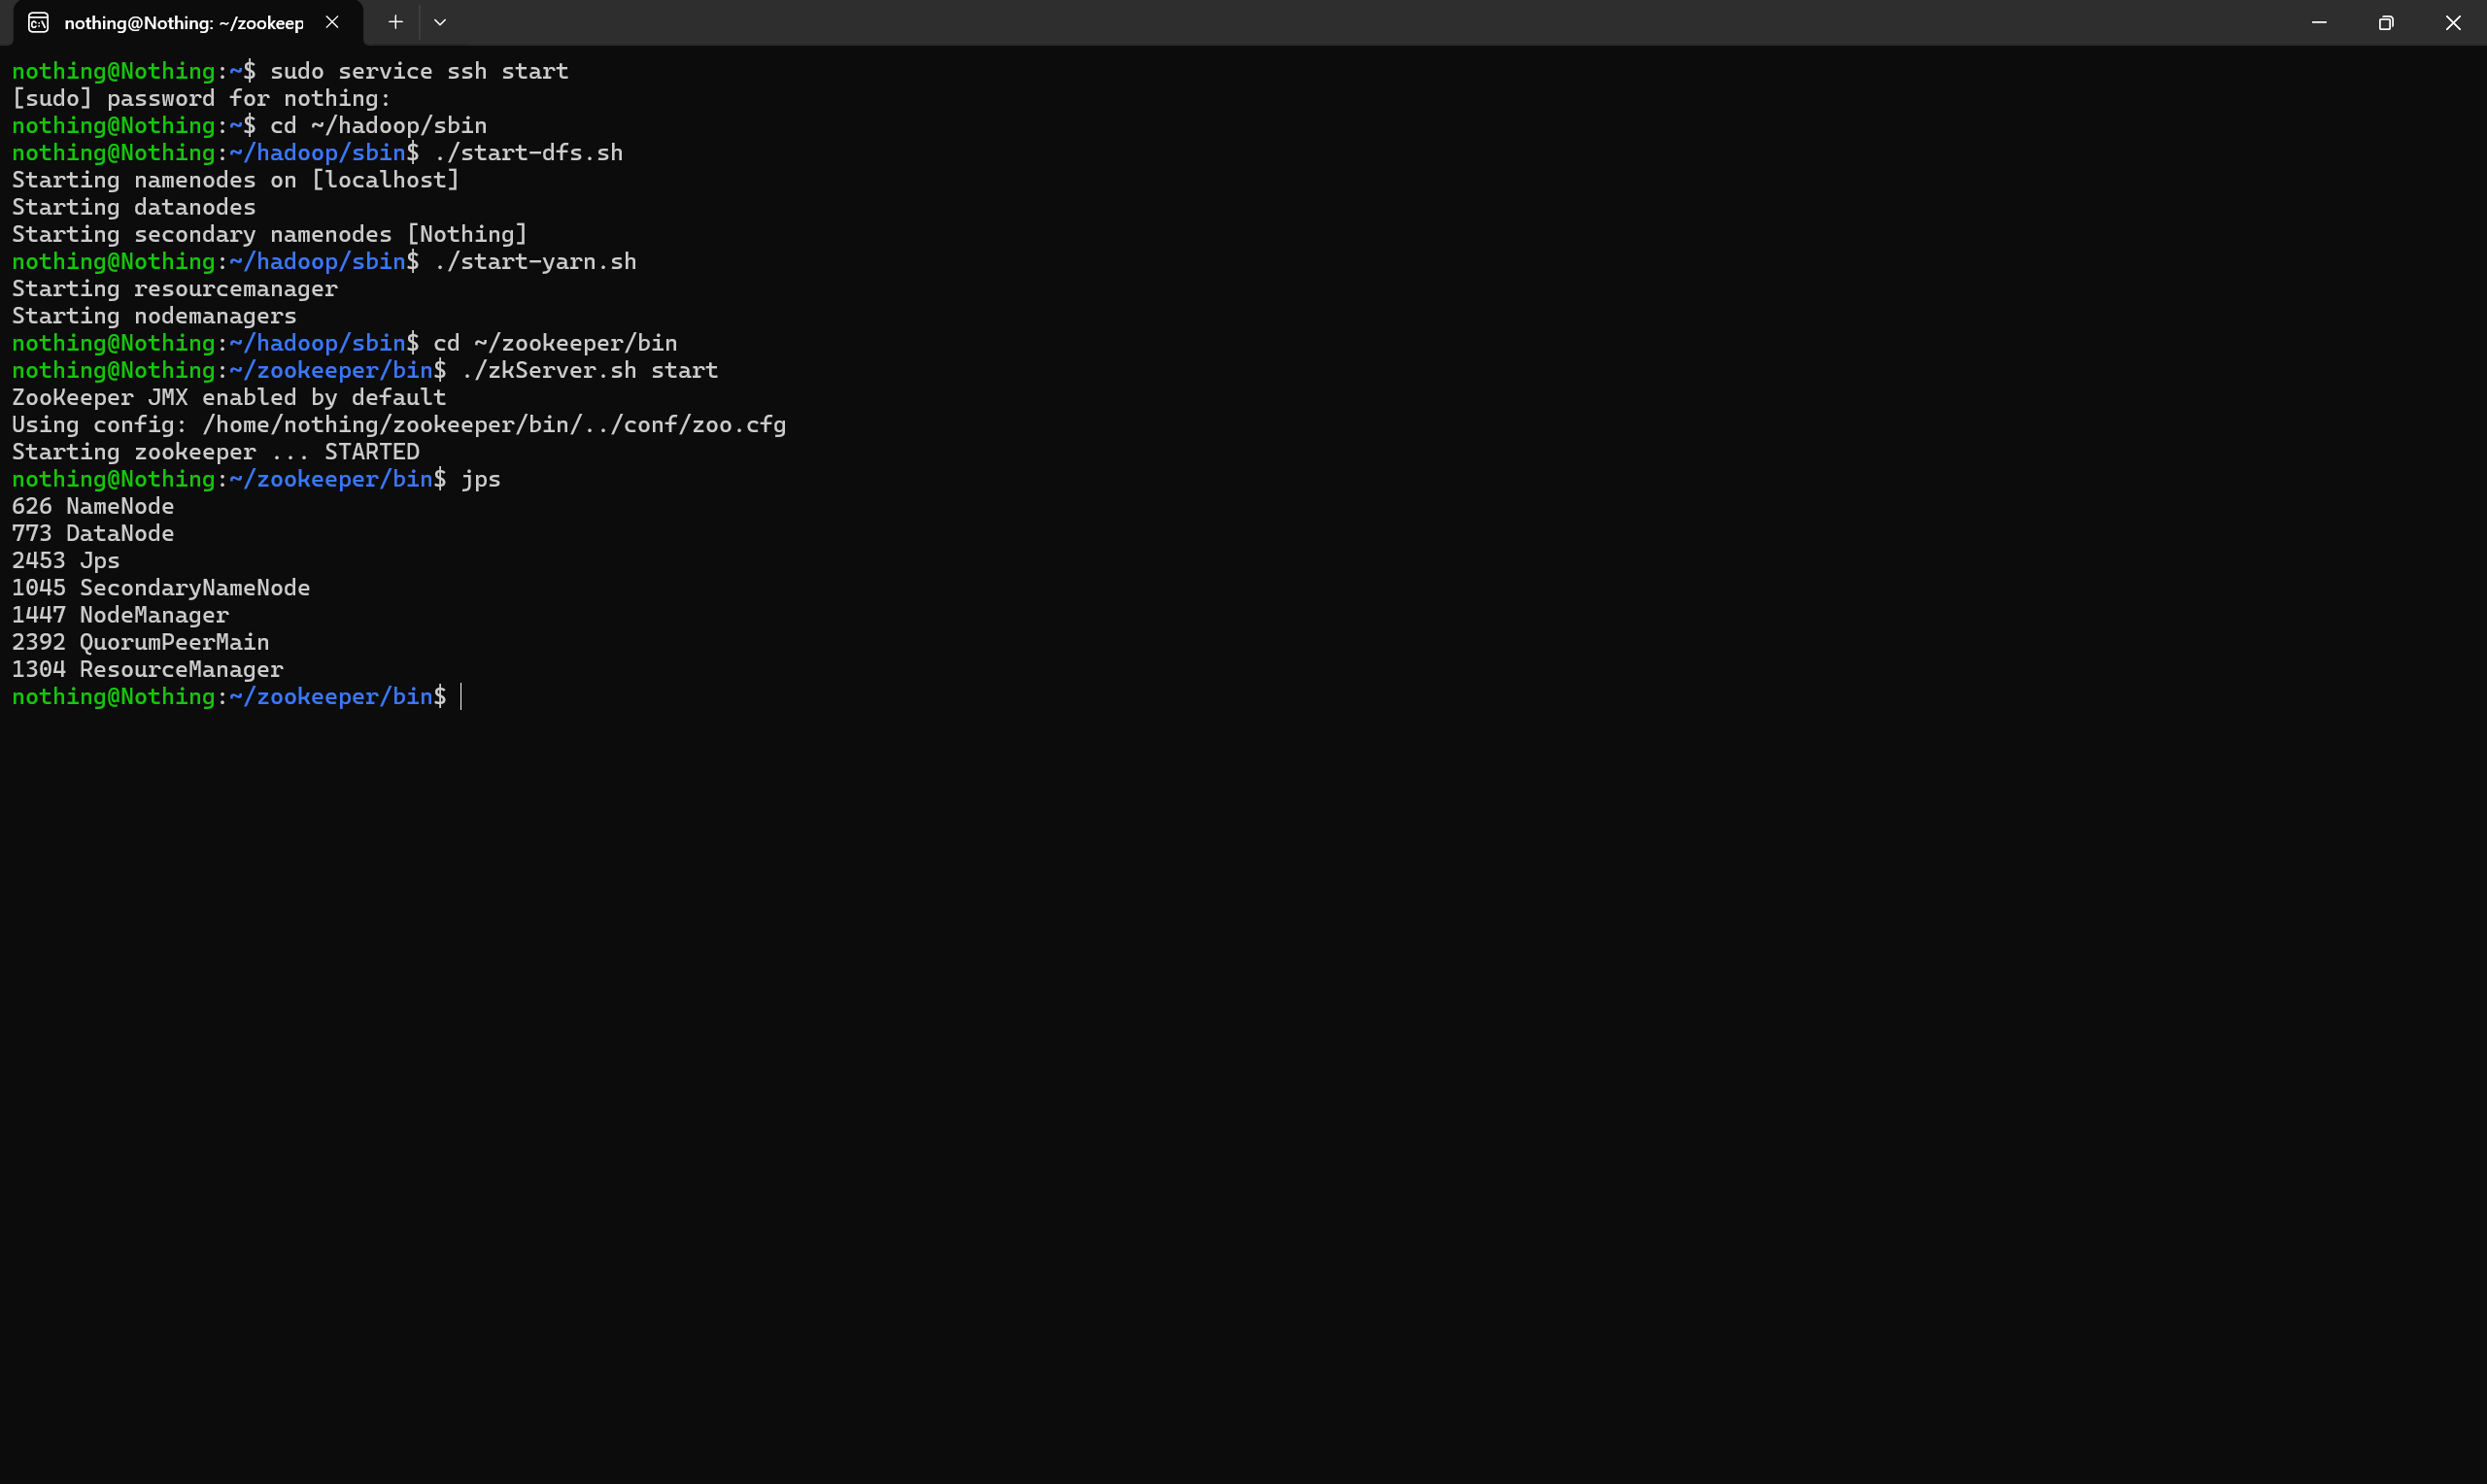 nothing@Nothing: ~/zookeep
nothing@Nothing:~$ sudo service ssh start
[sudo] password for nothing:
nothing@Nothing:~$ cd ~/hadoop/sbin
nothing@Nothing:~/hadoop/sbin$ ./start-dfs.sh
Starting namenodes on [localhost]
Starting datanodes
Starting secondary namenodes [Nothing]
nothing@Nothing:~/hadoop/sbin$ ./start-yarn.sh
Starting resourcemanager
Starting nodemanagers
nothing@Nothing:~/hadoop/sbin$ cd ~/zookeeper/bin
nothing@Nothing:~/zookeeper/bin$ ./zkServer.sh start
ZooKeeper JMX enabled by default
Using config: /home/nothing/zookeeper/bin/../conf/zoo.cfg
Starting zookeeper ... STARTED
nothing@Nothing:~/zookeeper/bin$ jps
626 NameNode
773 DataNode
2453 Jps
1045 SecondaryNameNode
1447 NodeManager
2392 QuorumPeerMain
1304 ResourceManager
nothing@Nothing:~/zookeeper/bin$